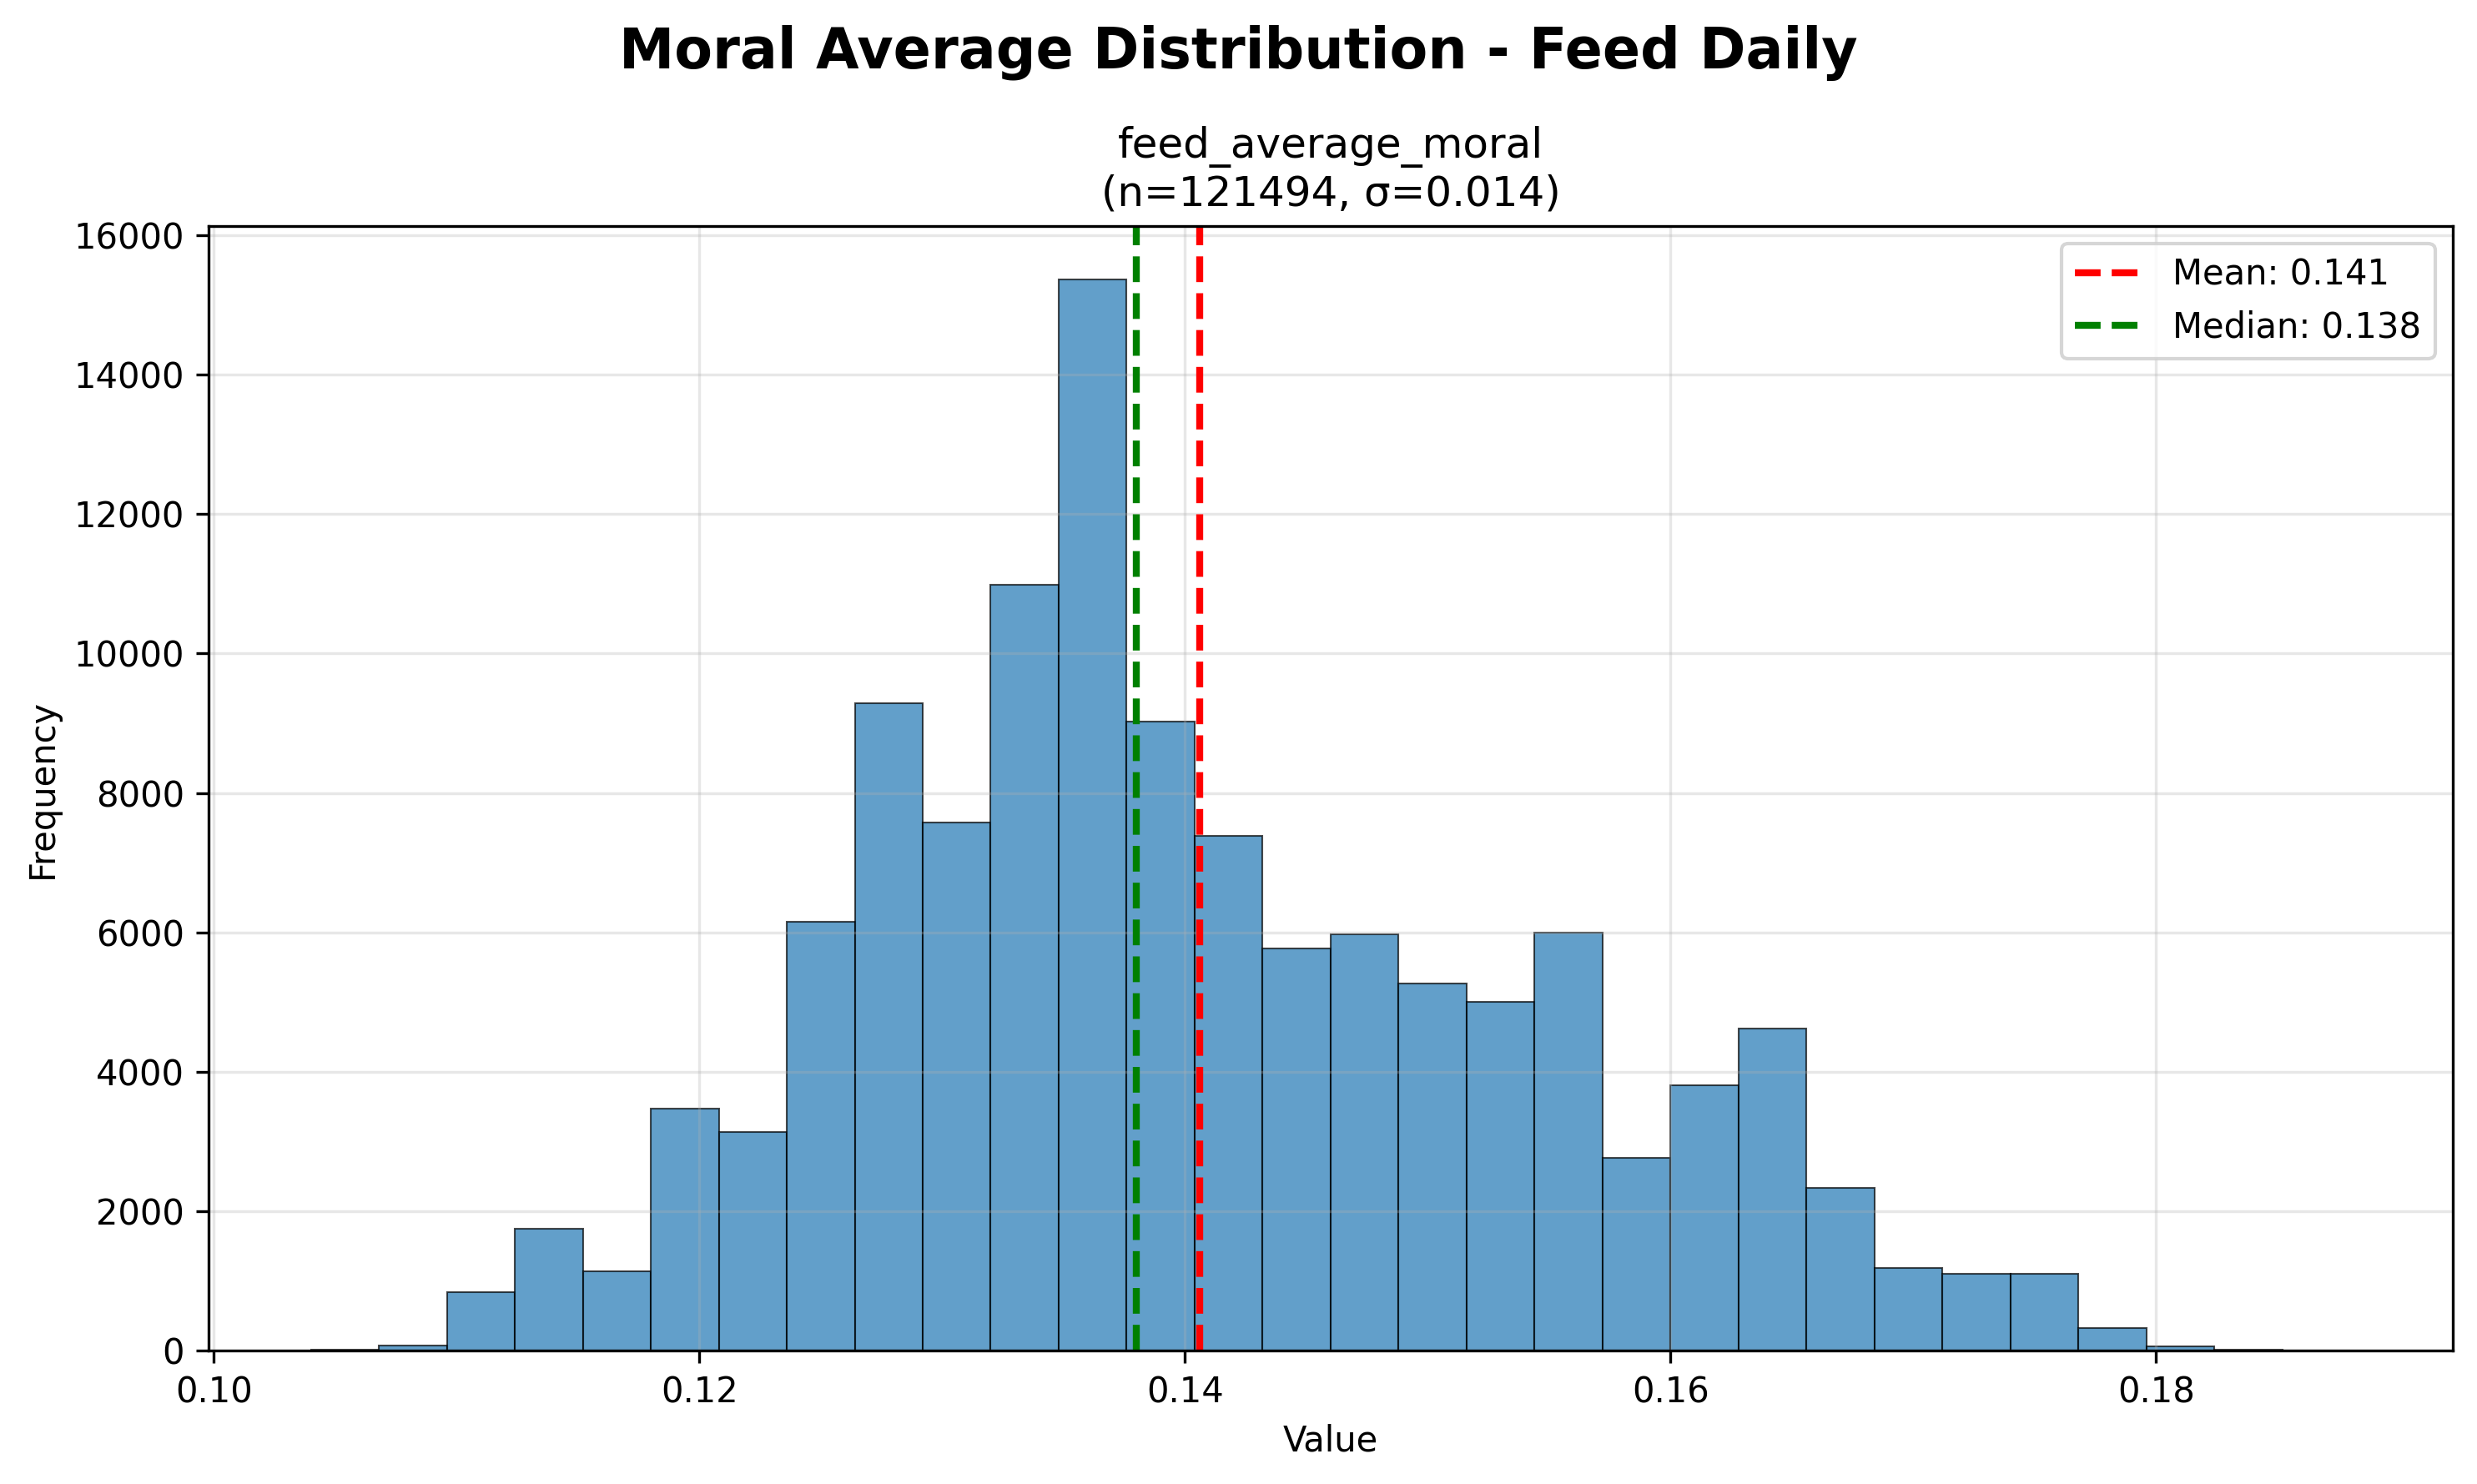 Moral Average Distribution - Feed Daily
feed_average_moral
(n=121494, σ=0.014)
Mean: 0.141
Median: 0.138
16000
14000
12000
10000
8000
6000
4000
2000
0
Frequency
0.10 0.12 0.14 0.16 0.18
Value